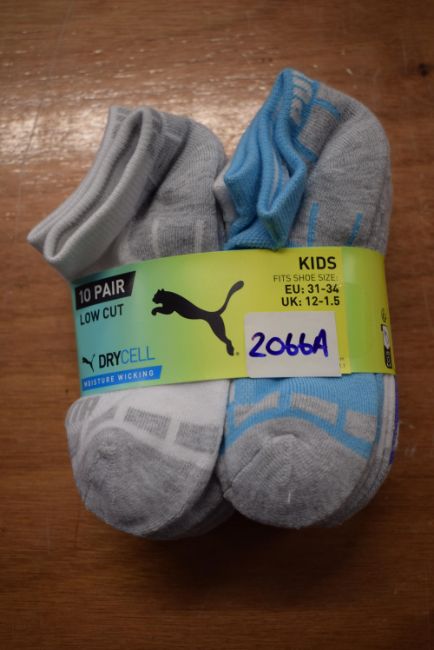 10 PAIR
LOW CUT
DRYCELL
MOISTURE WICKING
KIDS
FITS SHOE SIZE:
EU: 31-34
UK: 12-1.5
2066A